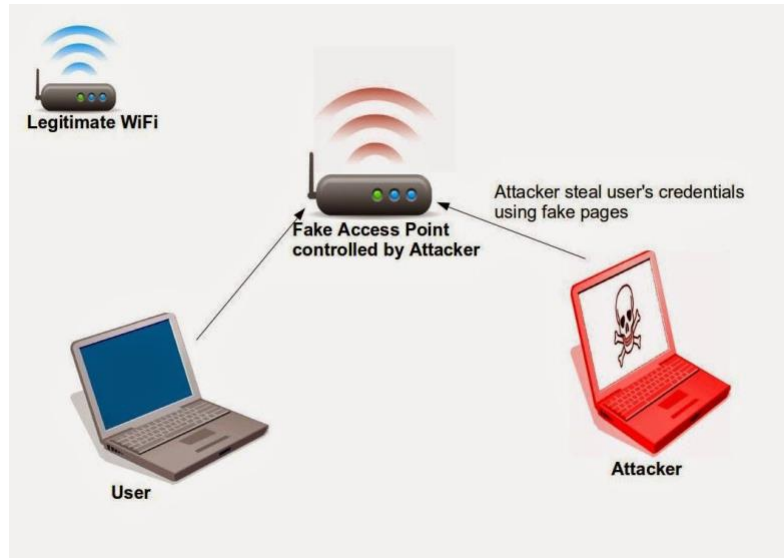 Legitimate WiFi
Attacker steal user's credentials
using fake pages
Fake Access Point
controlled by Attacker
User
Attacker